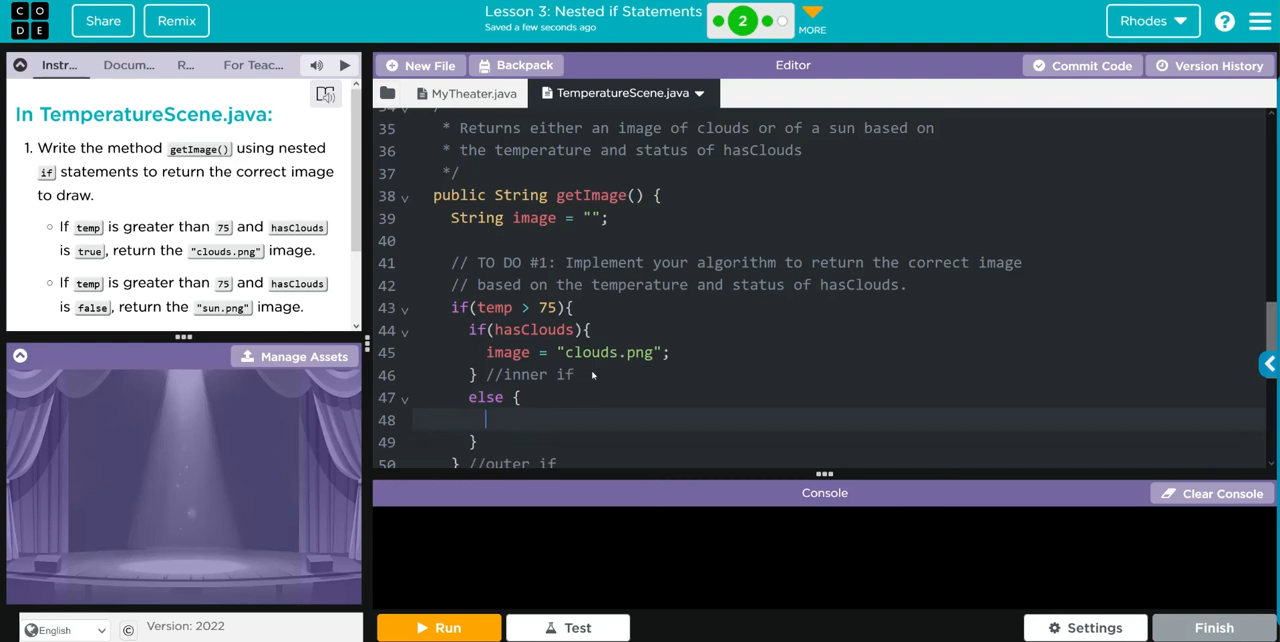 C O
D E
Share
Remix
Lesson 3: Nested if Statements
Saved a few seconds ago
2
MORE
Rhodes
?
Instr...
Docum...
R...
For Teac...
New File
Backpack
Editor
Commit Code
Version History
MyTheater.java
TemperatureScene.java
In TemperatureScene.java:
1. Write the method getImage() using nested
if statements to return the correct image
to draw.
If temp is greater than 75 and hasClouds
is true, return the "clouds.png" image.
If temp is greater than 75 and hasClouds
is false, return the "sun.png" image.
Manage Assets
35 * Returns either an image of clouds or of a sun based on
36 * the temperature and status of hasClouds
37 */
38 public String getImage() {
39 String image = "";
40
41 // TO DO #1: Implement your algorithm to return the correct image
42 // based on the temperature and status of hasClouds.
43 if(temp > 75){
44 if(hasClouds){
45 image = "clouds.png";
46 } //inner if
47 else {
48
49 }
50 } //outer if
Console
Clear Console
English
©
Version: 2022
Run
Test
Settings
Finish